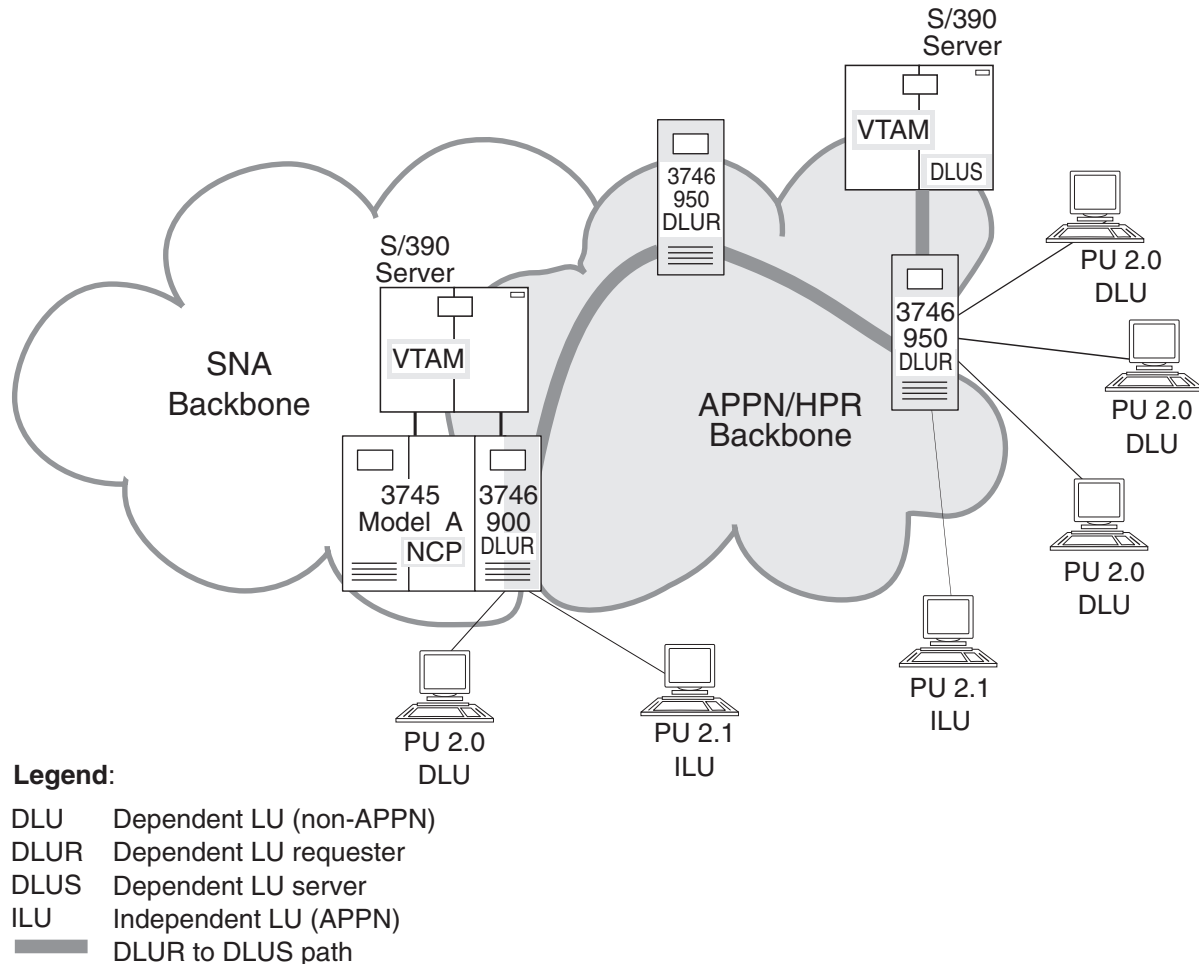 S/390
Server
VTAM
DLUS
3746
950
DLUR
S/390
Server
VTAM
3746
950
DLUR
PU 2.0
DLU
PU 2.0
DLU
PU 2.0
DLU
SNA
Backbone
APPN/HPR
Backbone
3745
Model A
NCP
3746
900
DLUR
PU 2.0
DLU
PU 2.1
ILU
PU 2.1
ILU
Legend:
DLU Dependent LU (non-APPN)
DLUR Dependent LU requester
DLUS Dependent LU server
ILU Independent LU (APPN)
DLUR to DLUS path